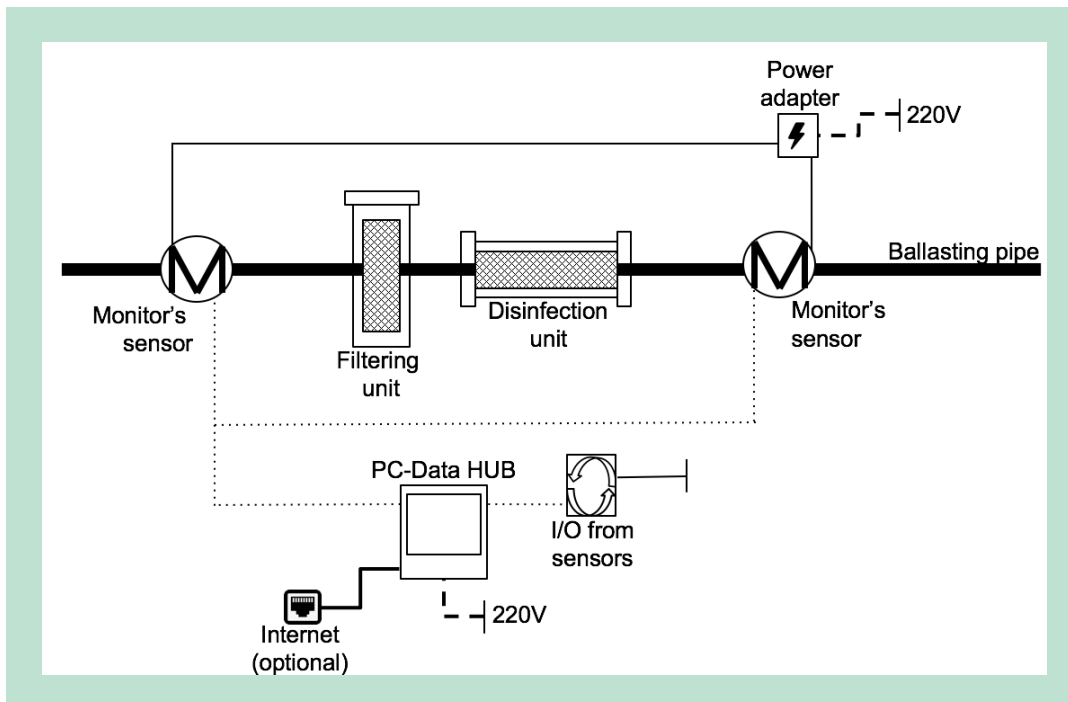 Power
adapter
220V
Ballasting pipe
Monitor's
sensor
Filtering
unit
Disinfection
unit
Monitor's
sensor
PC-Data HUB
I/O from
sensors
220V
Internet
(optional)